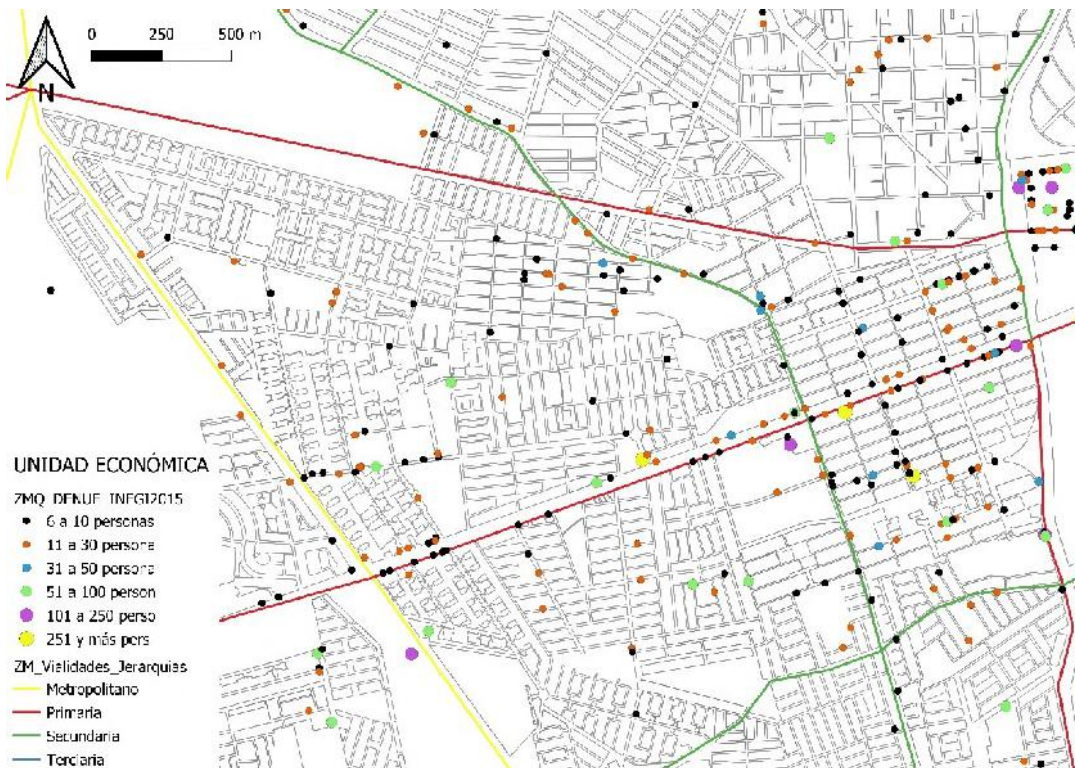 0 250 500 m
N
UNIDAD ECONÓMICA
ZMQ_DENUE_INEGI2015
6 a 10 personas
11 a 30 persona
31 a 50 persona
51 a 100 person
101 a 250 perso
251 y más pers
ZM_Vialidades_Jerarquias
Metropolitano
Primaria
Secundaria
Terciaria